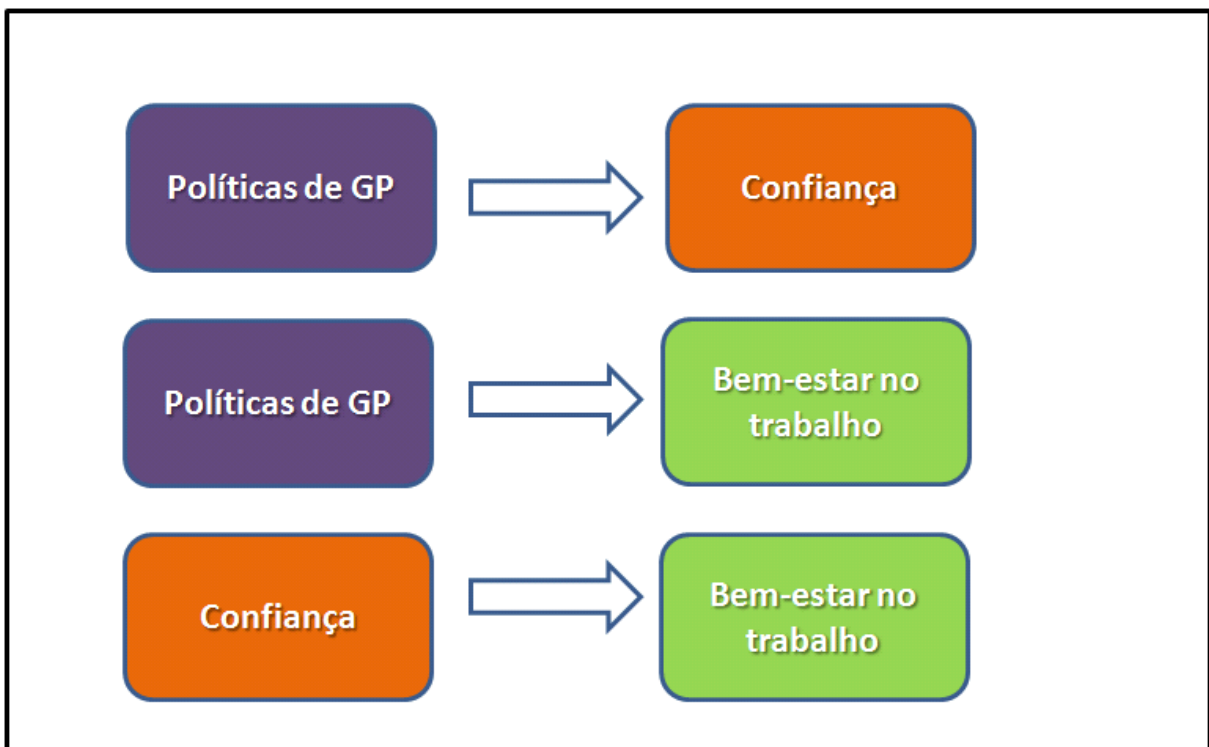 Políticas de GP
Confiança
Políticas de GP
Bem-estar no
trabalho
Confiança
Bem-estar no
trabalho